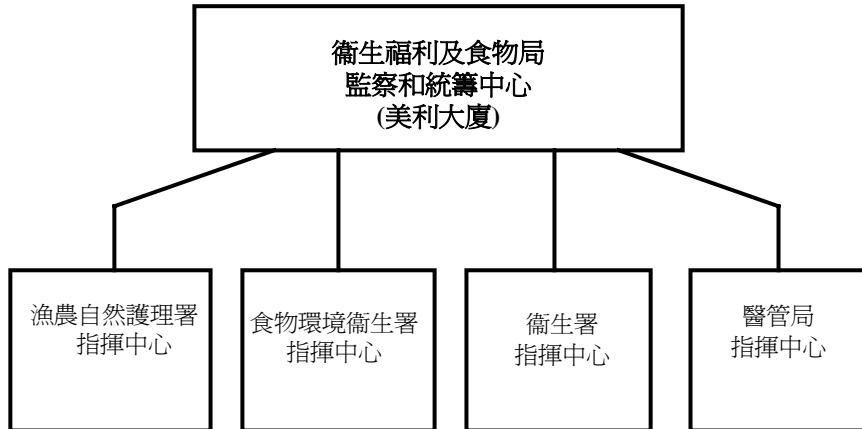 衞生福利及食物局
監察和統籌中心
(美利大廈)
漁農自然護理署
指揮中心
食物環境衞生署
指揮中心
衞生署
指揮中心
醫管局
指揮中心